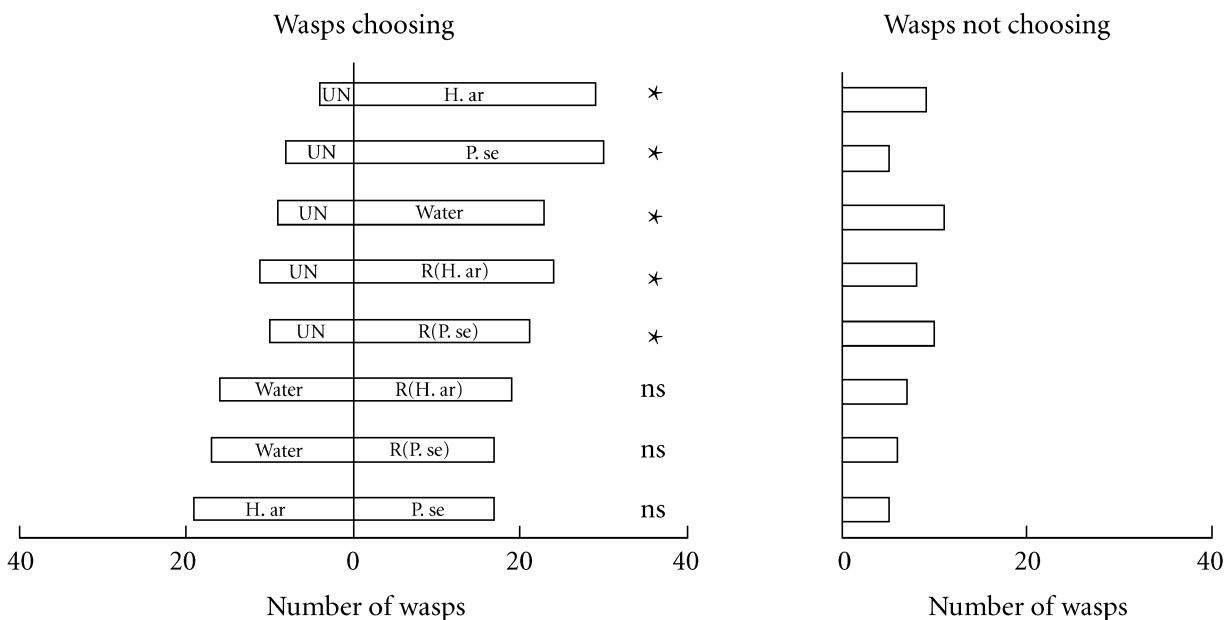 Wasps choosing Wasps not choosing
UN H. ar *
UN P. se *
UN Water *
UN R(H. ar) *
UN R(P. se) *
Water R(H. ar) ns
Water R(P. se) ns
H. ar P. se ns
40 20 0 20 40 0 20 40
Number of wasps Number of wasps